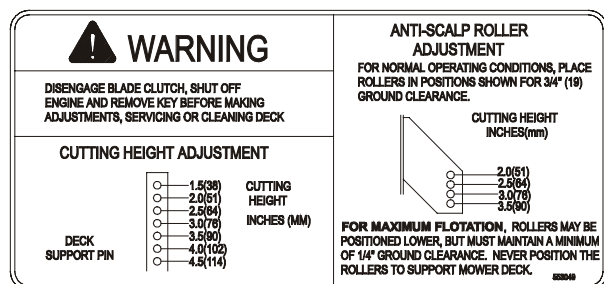 WARNING
DISENGAGE BLADE CLUTCH, SHUT OFF
ENGINE AND REMOVE KEY BEFORE MAKING
ADJUSTMENTS, SERVICING OR CLEANING DECK
CUTTING HEIGHT ADJUSTMENT
1.5(38)
2.0(51)
2.5(64)
3.0(76)
3.5(90)
4.0(102)
4.5(114)
CUTTING
HEIGHT
INCHES (MM)
DECK
SUPPORT PIN
ANTI-SCALP ROLLER
ADJUSTMENT
FOR NORMAL OPERATING CONDITIONS, PLACE
ROLLERS IN POSITIONS SHOWN FOR 3/4" (19)
GROUND CLEARANCE.
CUTTING HEIGHT
INCHES(mm)
2.0(51)
2.5(64)
3.0(76)
3.5(90)
FOR MAXIMUM FLOTATION, ROLLERS MAY BE
POSITIONED LOWER, BUT MUST MAINTAIN A MINIMUM
OF 1/4" GROUND CLEARANCE. NEVER POSITION THE
ROLLERS TO SUPPORT MOWER DECK.